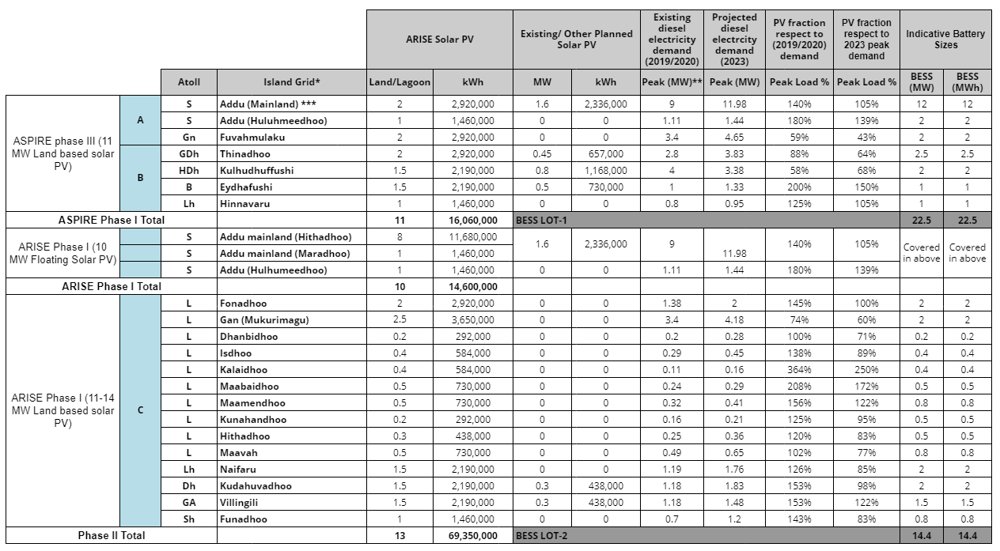 ARISE Solar PV
Existing/ Other Planned
Solar PV
Existing
diesel
electricity
demand
(2019/2020)
Projected
diesel
electrcity
demand
(2023)
PV fraction
respect to
(2019/2020)
demand
PV fraction
respect to
2023 peak
demand
Indicative Battery
Sizes
Atoll Island Grid* Land/Lagoon kWh MW kWh Peak (MW)** Peak (MW) Peak Load % Peak Load % BESS (MW) BESS (MWh)
ASPIRE phase III (11
MW Land based solar
PV)
A
S Addu (Mainland) *** 2 2,920,000 1.6 2,336,000 9 11.98 140% 105% 12 12
S Addu (Huluhmeedhoo) 1 1,460,000 0 0 1.11 1.44 180% 139% 2 2
Gn Fuvahmulaku 2 2,920,000 0 0 3.4 4.65 59% 43% 2 2
B
GDh Thinadhoo 2 2,920,000 0.45 657,000 2.8 3.83 88% 64% 2.5 2.5
HDh Kulhudhuffushi 1.5 2,190,000 0.8 1,168,000 4 3.38 58% 68% 2 2
B Eydhafushi 1.5 2,190,000 0.5 730,000 1 1.33 200% 150% 1 1
Lh Hinnavaru 1 1,460,000 0 0 0.8 0.95 125% 105% 1 1
ASPIRE Phase I Total 11 16,060,000 BESS LOT-1 22.5 22.5
ARISE Phase I (10
MW Floating Solar PV)
S Addu mainland (Hithadhoo) 8 11,680,000 1.6 2,336,000 9 11.98 140% 105% Covered in above Covered in above
S Addu mainland (Maradhoo) 1 1,460,000
S Addu (Hulhumeedhoo) 1 1,460,000 0 0 1.11 1.44 180% 139%
ARISE Phase I Total 10 14,600,000
ARISE Phase I (11-14
MW Land based solar
PV)
C
L Fonadhoo 2 2,920,000 0 0 1.38 2 145% 100% 2 2
L Gan (Mukurimagu) 2.5 3,650,000 0 0 3.4 4.18 74% 60% 2 2
L Dhanbidhoo 0.2 292,000 0 0 0.2 0.28 100% 71% 0.2 0.2
L Isdhoo 0.4 584,000 0 0 0.29 0.45 138% 89% 0.4 0.4
L Kalaidhoo 0.4 584,000 0 0 0.11 0.16 364% 250% 0.4 0.4
L Maabaidhoo 0.5 730,000 0 0 0.24 0.29 208% 172% 0.5 0.5
L Maamendhoo 0.5 730,000 0 0 0.32 0.41 156% 122% 0.8 0.8
L Kunahandhoo 0.2 292,000 0 0 0.16 0.21 125% 95% 0.5 0.5
L Hithadhoo 0.3 438,000 0 0 0.25 0.36 120% 83% 0.5 0.5
L Maavah 0.5 730,000 0 0 0.49 0.65 102% 77% 0.8 0.8
Lh Naifaru 1.5 2,190,000 0 0 1.19 1.76 126% 85% 2 2
Dh Kudahuvadhoo 1.5 2,190,000 0.3 438,000 1.18 1.83 153% 98% 2 2
GA Villingili 1.5 2,190,000 0.3 438,000 1.18 1.48 153% 122% 1.5 1.5
Sh Funadhoo 1 1,460,000 0 0 0.7 1.2 143% 83% 0.8 0.8
Phase II Total 13 69,350,000 BESS LOT-2 14.4 14.4